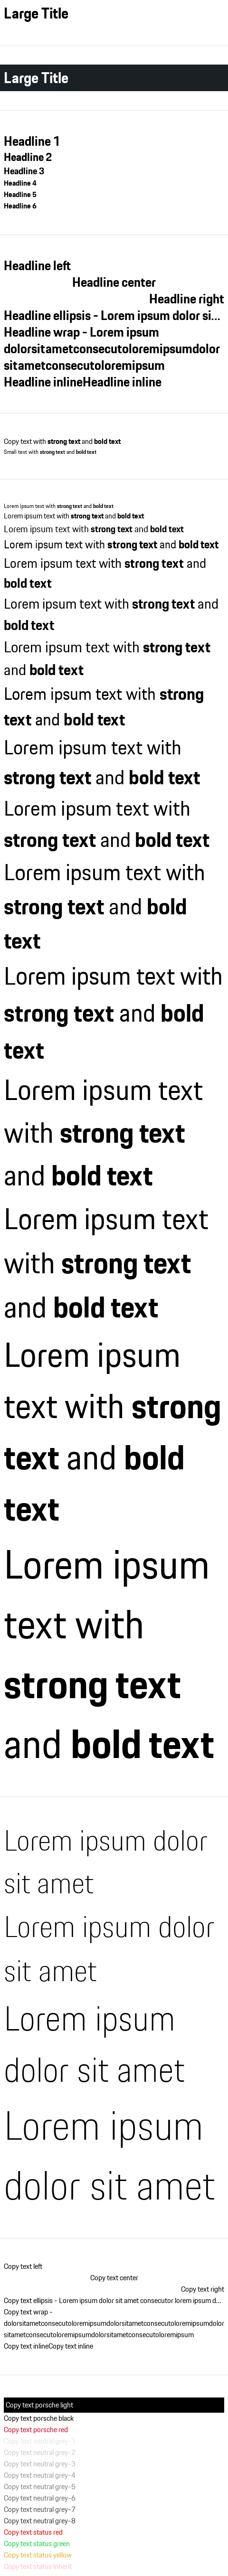 Large Title
Large Title
Headline 1
Headline 2
Headline 3
Headline 4
Headline 5
Headline 6
Headline left
Headline center
Headline right
Headline ellipsis - Lorem ipsum dolor si...
Headline wrap - Lorem ipsum
dolorsitametconsecutoloremipsumdolor
sitametconsecutoloremipsum
Headline inlineHeadline inline
Copy text with strong text and bold text
Small text with strong text and bold text
Lorem ipsum text with strong text and bold text
Lorem ipsum text with strong text and bold text
Lorem ipsum text with strong text and bold text
Lorem ipsum text with strong text and bold text
Lorem ipsum text with strong text and
bold text
Lorem ipsum text with strong text and
bold text
Lorem ipsum text with strong text
and bold text
Lorem ipsum text with strong
text and bold text
Lorem ipsum text with
strong text and bold text
Lorem ipsum text with
strong text and bold text
Lorem ipsum text with
strong text and bold
text
Lorem ipsum text with
strong text and bold
text
Lorem ipsum text
with strong text
and bold text
Lorem ipsum text
with strong text
and bold text
Lorem ipsum
text with strong
text and bold
text
Lorem ipsum
text with
strong text
and bold text
Lorem ipsum dolor
sit amet
Lorem ipsum dolor
sit amet
Lorem ipsum
dolor sit amet
Lorem ipsum
dolor sit amet
Copy text left
Copy text center
Copy text right
Copy text ellipsis - Lorem ipsum dolor sit amet consecutor lorem ipsum d...
Copy text wrap -
dolorsitametconsecutoloremipsumdolorsitametconsecutoloremipsumdolor
sitametconsecutoloremipsumdolorsitametconsecutoloremipsum
Copy text inlineCopy text inline
Copy text porsche light
Copy text porsche black
Copy text porsche red
Copy text neutral grey-1
Copy text neutral grey-2
Copy text neutral grey-3
Copy text neutral grey-4
Copy text neutral grey-5
Copy text neutral grey-6
Copy text neutral grey-7
Copy text neutral grey-8
Copy text status red
Copy text status green
Copy text status yellow
Copy text status inherit